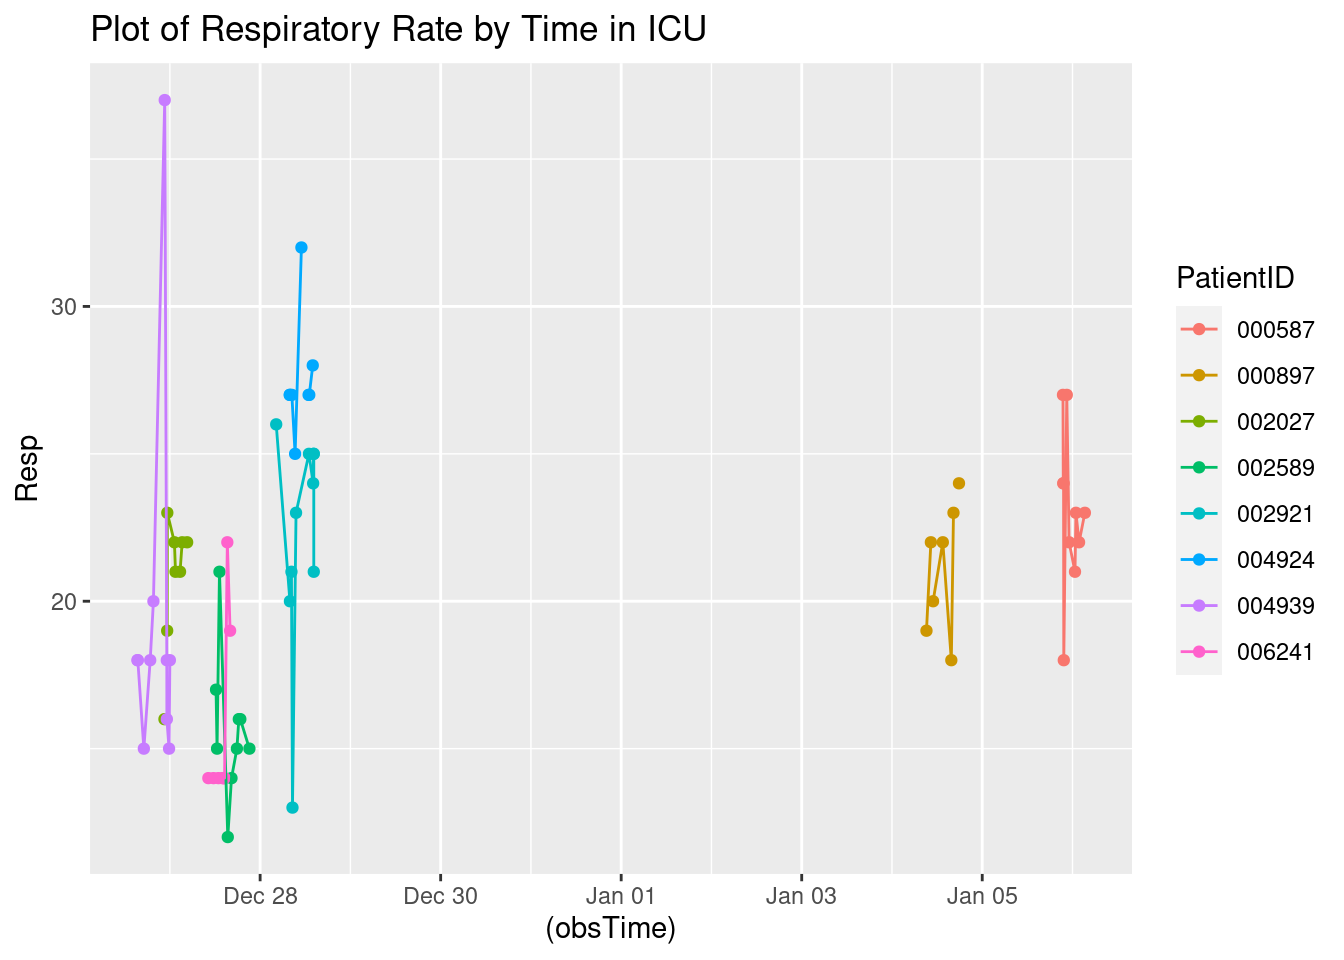 Plot of Respiratory Rate by Time in ICU
Resp
30
20
Dec 28
Dec 30
Jan 01
Jan 03
Jan 05
(obsTime)
PatientID
000587
000897
002027
002589
002921
004924
004939
006241